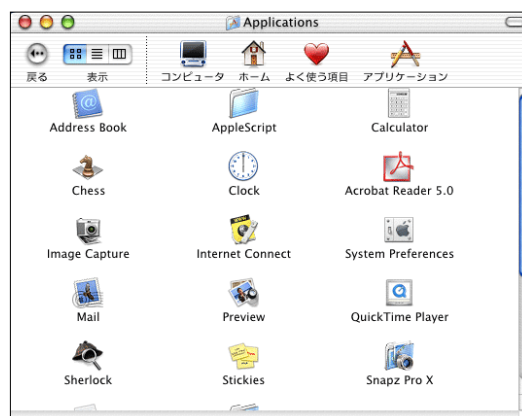 Applications
戻る 表示 コンピュータ ホーム よく使う項目 アプリケーション
Address Book AppleScript Calculator
Chess Clock Acrobat Reader 5.0
Image Capture Internet Connect System Preferences
Mail Preview QuickTime Player
Sherlock Stickies Snapz Pro X